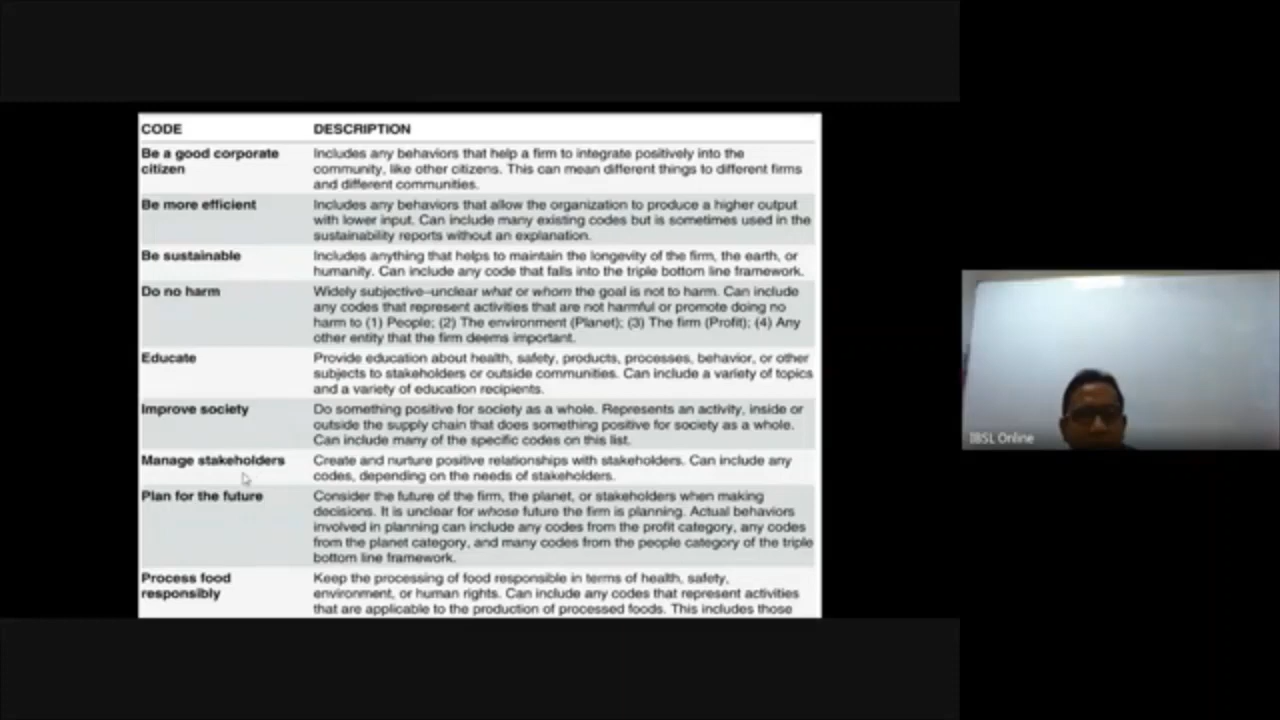 CODE DESCRIPTION
Be a good corporate Includes any behaviors that help a firm to integrate positively into the
citizen community, like other citizens. This can mean different things to different firms
and different communities.
Be more efficient Includes any behaviors that allow the organization to produce a higher output
with lower input. Can include many existing codes but is sometimes used in the
sustainability reports without an explanation.
Be sustainable Includes anything that helps to maintain the longevity of the firm, the earth, or
humanity. Can include any code that falls into the triple bottom line framework.
Do no harm Widely subjective–unclear what or whom the goal is not to harm. Can include
any codes that represent activities that are not harmful or promote doing no
harm to (1) People; (2) The environment (Planet); (3) The firm (Profit); (4) Any
other entity that the firm deems important.
Educate Provide education about health, safety, products, processes, behavior, or other
subjects to stakeholders or outside communities. Can include a variety of topics
and a variety of education recipients.
Improve society Do something positive for society as a whole. Represents an activity, inside or
outside the supply chain that does something positive for society as a whole.
Can include many of the specific codes on this list.
Manage stakeholders Create and nurture positive relationships with stakeholders. Can include any
codes, depending on the needs of stakeholders.
Plan for the future Consider the future of the firm, the planet, or stakeholders when making
decisions. It is unclear for whose future the firm is planning. Actual behaviors
involved in planning can include any codes from the profit category, any codes
from the planet category, and many codes from the people category of the triple
bottom line framework.
Process food Keep the processing of food responsible in terms of health, safety,
responsibly environment, or human rights. Can include any codes that represent activities
that are applicable to the production of processed foods. This includes those
IBSL Online